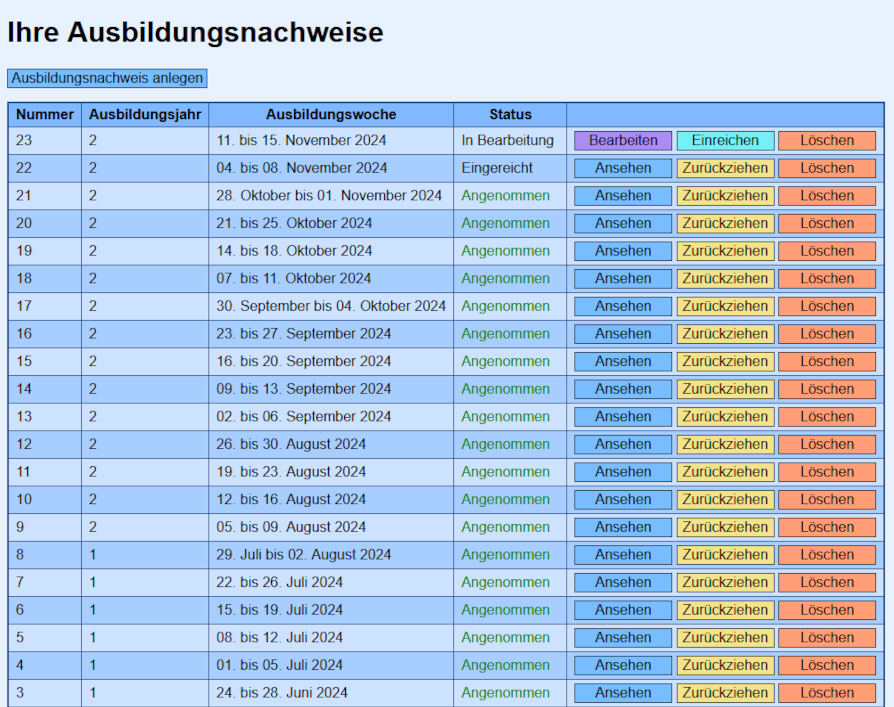 Ihre Ausbildungsnachweise
Ausbildungsnachweis anlegen
Nummer Ausbildungsjahr Ausbildungswoche Status
23 2 11. bis 15. November 2024 In Bearbeitung Bearbeiten Einreichen Löschen
22 2 04. bis 08. November 2024 Eingereicht Ansehen Zurückziehen Löschen
21 2 28. Oktober bis 01. November 2024 Angenommen Ansehen Zurückziehen Löschen
20 2 21. bis 25. Oktober 2024 Angenommen Ansehen Zurückziehen Löschen
19 2 14. bis 18. Oktober 2024 Angenommen Ansehen Zurückziehen Löschen
18 2 07. bis 11. Oktober 2024 Angenommen Ansehen Zurückziehen Löschen
17 2 30. September bis 04. Oktober 2024 Angenommen Ansehen Zurückziehen Löschen
16 2 23. bis 27. September 2024 Angenommen Ansehen Zurückziehen Löschen
15 2 16. bis 20. September 2024 Angenommen Ansehen Zurückziehen Löschen
14 2 09. bis 13. September 2024 Angenommen Ansehen Zurückziehen Löschen
13 2 02. bis 06. September 2024 Angenommen Ansehen Zurückziehen Löschen
12 2 26. bis 30. August 2024 Angenommen Ansehen Zurückziehen Löschen
11 2 19. bis 23. August 2024 Angenommen Ansehen Zurückziehen Löschen
10 2 12. bis 16. August 2024 Angenommen Ansehen Zurückziehen Löschen
9 2 05. bis 09. August 2024 Angenommen Ansehen Zurückziehen Löschen
8 1 29. Juli bis 02. August 2024 Angenommen Ansehen Zurückziehen Löschen
7 1 22. bis 26. Juli 2024 Angenommen Ansehen Zurückziehen Löschen
6 1 15. bis 19. Juli 2024 Angenommen Ansehen Zurückziehen Löschen
5 1 08. bis 12. Juli 2024 Angenommen Ansehen Zurückziehen Löschen
4 1 01. bis 05. Juli 2024 Angenommen Ansehen Zurückziehen Löschen
3 1 24. bis 28. Juni 2024 Angenommen Ansehen Zurückziehen Löschen